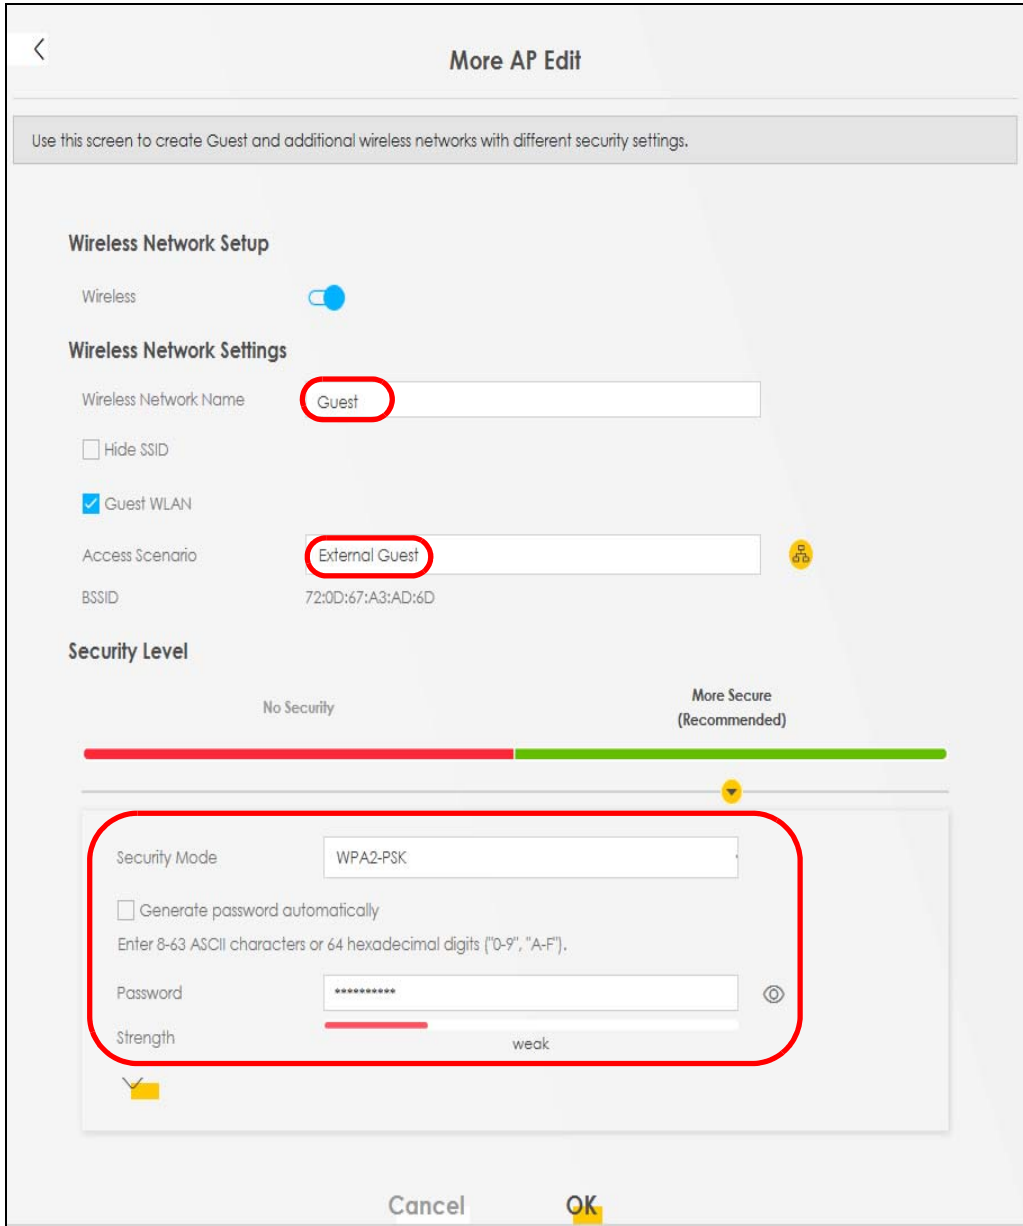 More AP Edit
Use this screen to create Guest and additional wireless networks with different security settings.
Wireless Network Setup
Wireless
Wireless Network Settings
Wireless Network Name Guest
Hide SSID
Guest WLAN
Access Scenario External Guest
BSSID 72:0D:67:A3:AD:6D
Security Level
No Security
More Secure
(Recommended)
Security Mode WPA2-PSK
Generate password automatically
Enter 8-63 ASCII characters or 64 hexadecimal digits ("0-9", "A-F").
Password **********
Strength
weak
Cancel OK